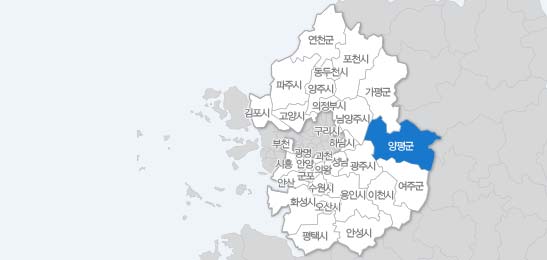 연천군
포천시
동두천시
파주시
양주시
가평군
의정부시
김포시
고양시
남양주시
구리시
하남시
양평군
부천
광명
시흥
안양
과천
성남
의왕
광주시
안산
군포
수원시
용인시
이천시
여주군
화성시
오산시
평택시
안성시